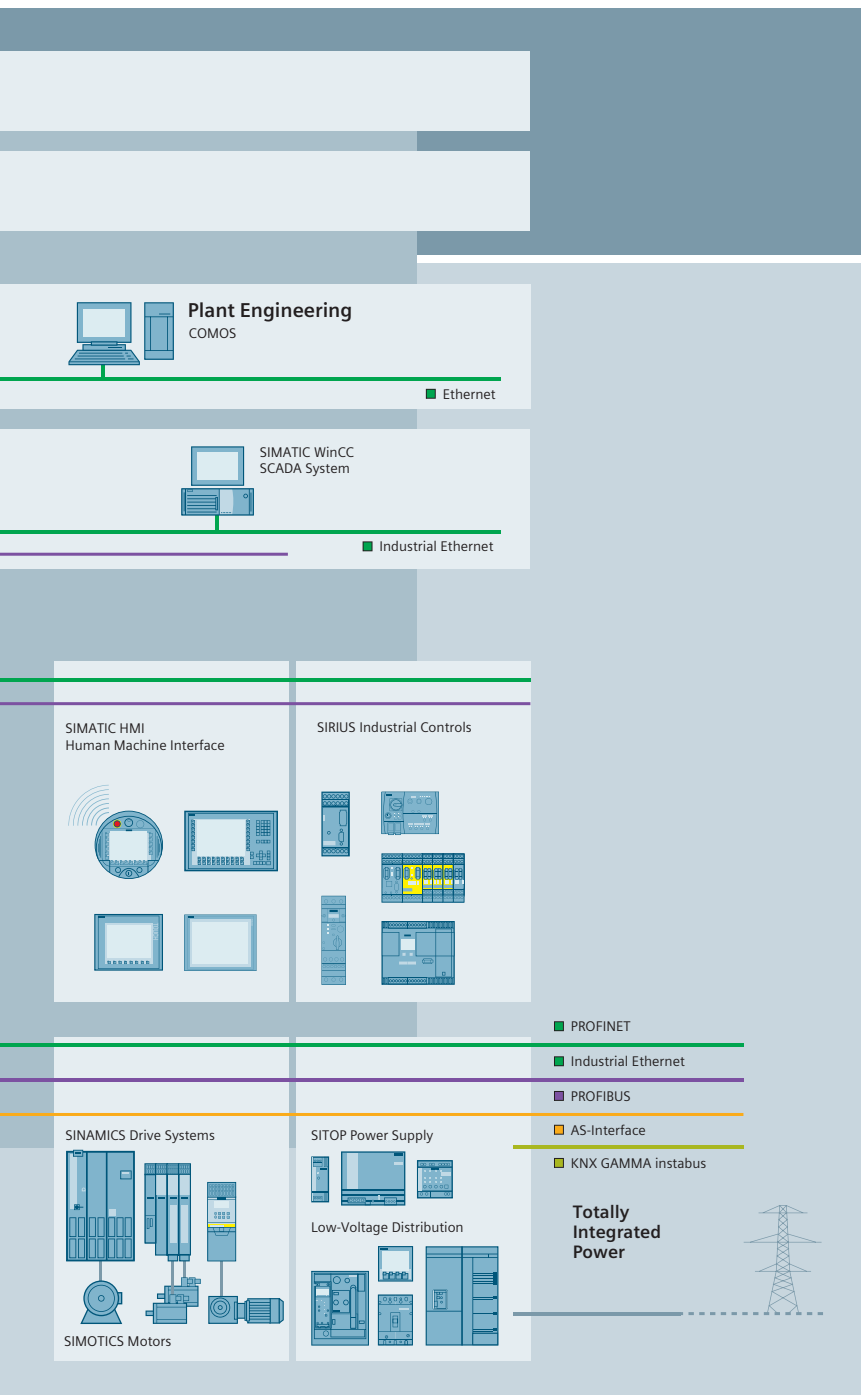 Plant Engineering
COMOS
Ethernet
SIMATIC WinCC
SCADA System
Industrial Ethernet
SIMATIC HMI
Human Machine Interface
SIRIUS Industrial Controls
PROFINET
Industrial Ethernet
PROFIBUS
AS-Interface
KNX GAMMA instabus
SINAMICS Drive Systems
SITOP Power Supply
Low-Voltage Distribution
SIMOTICS Motors
Totally
Integrated
Power